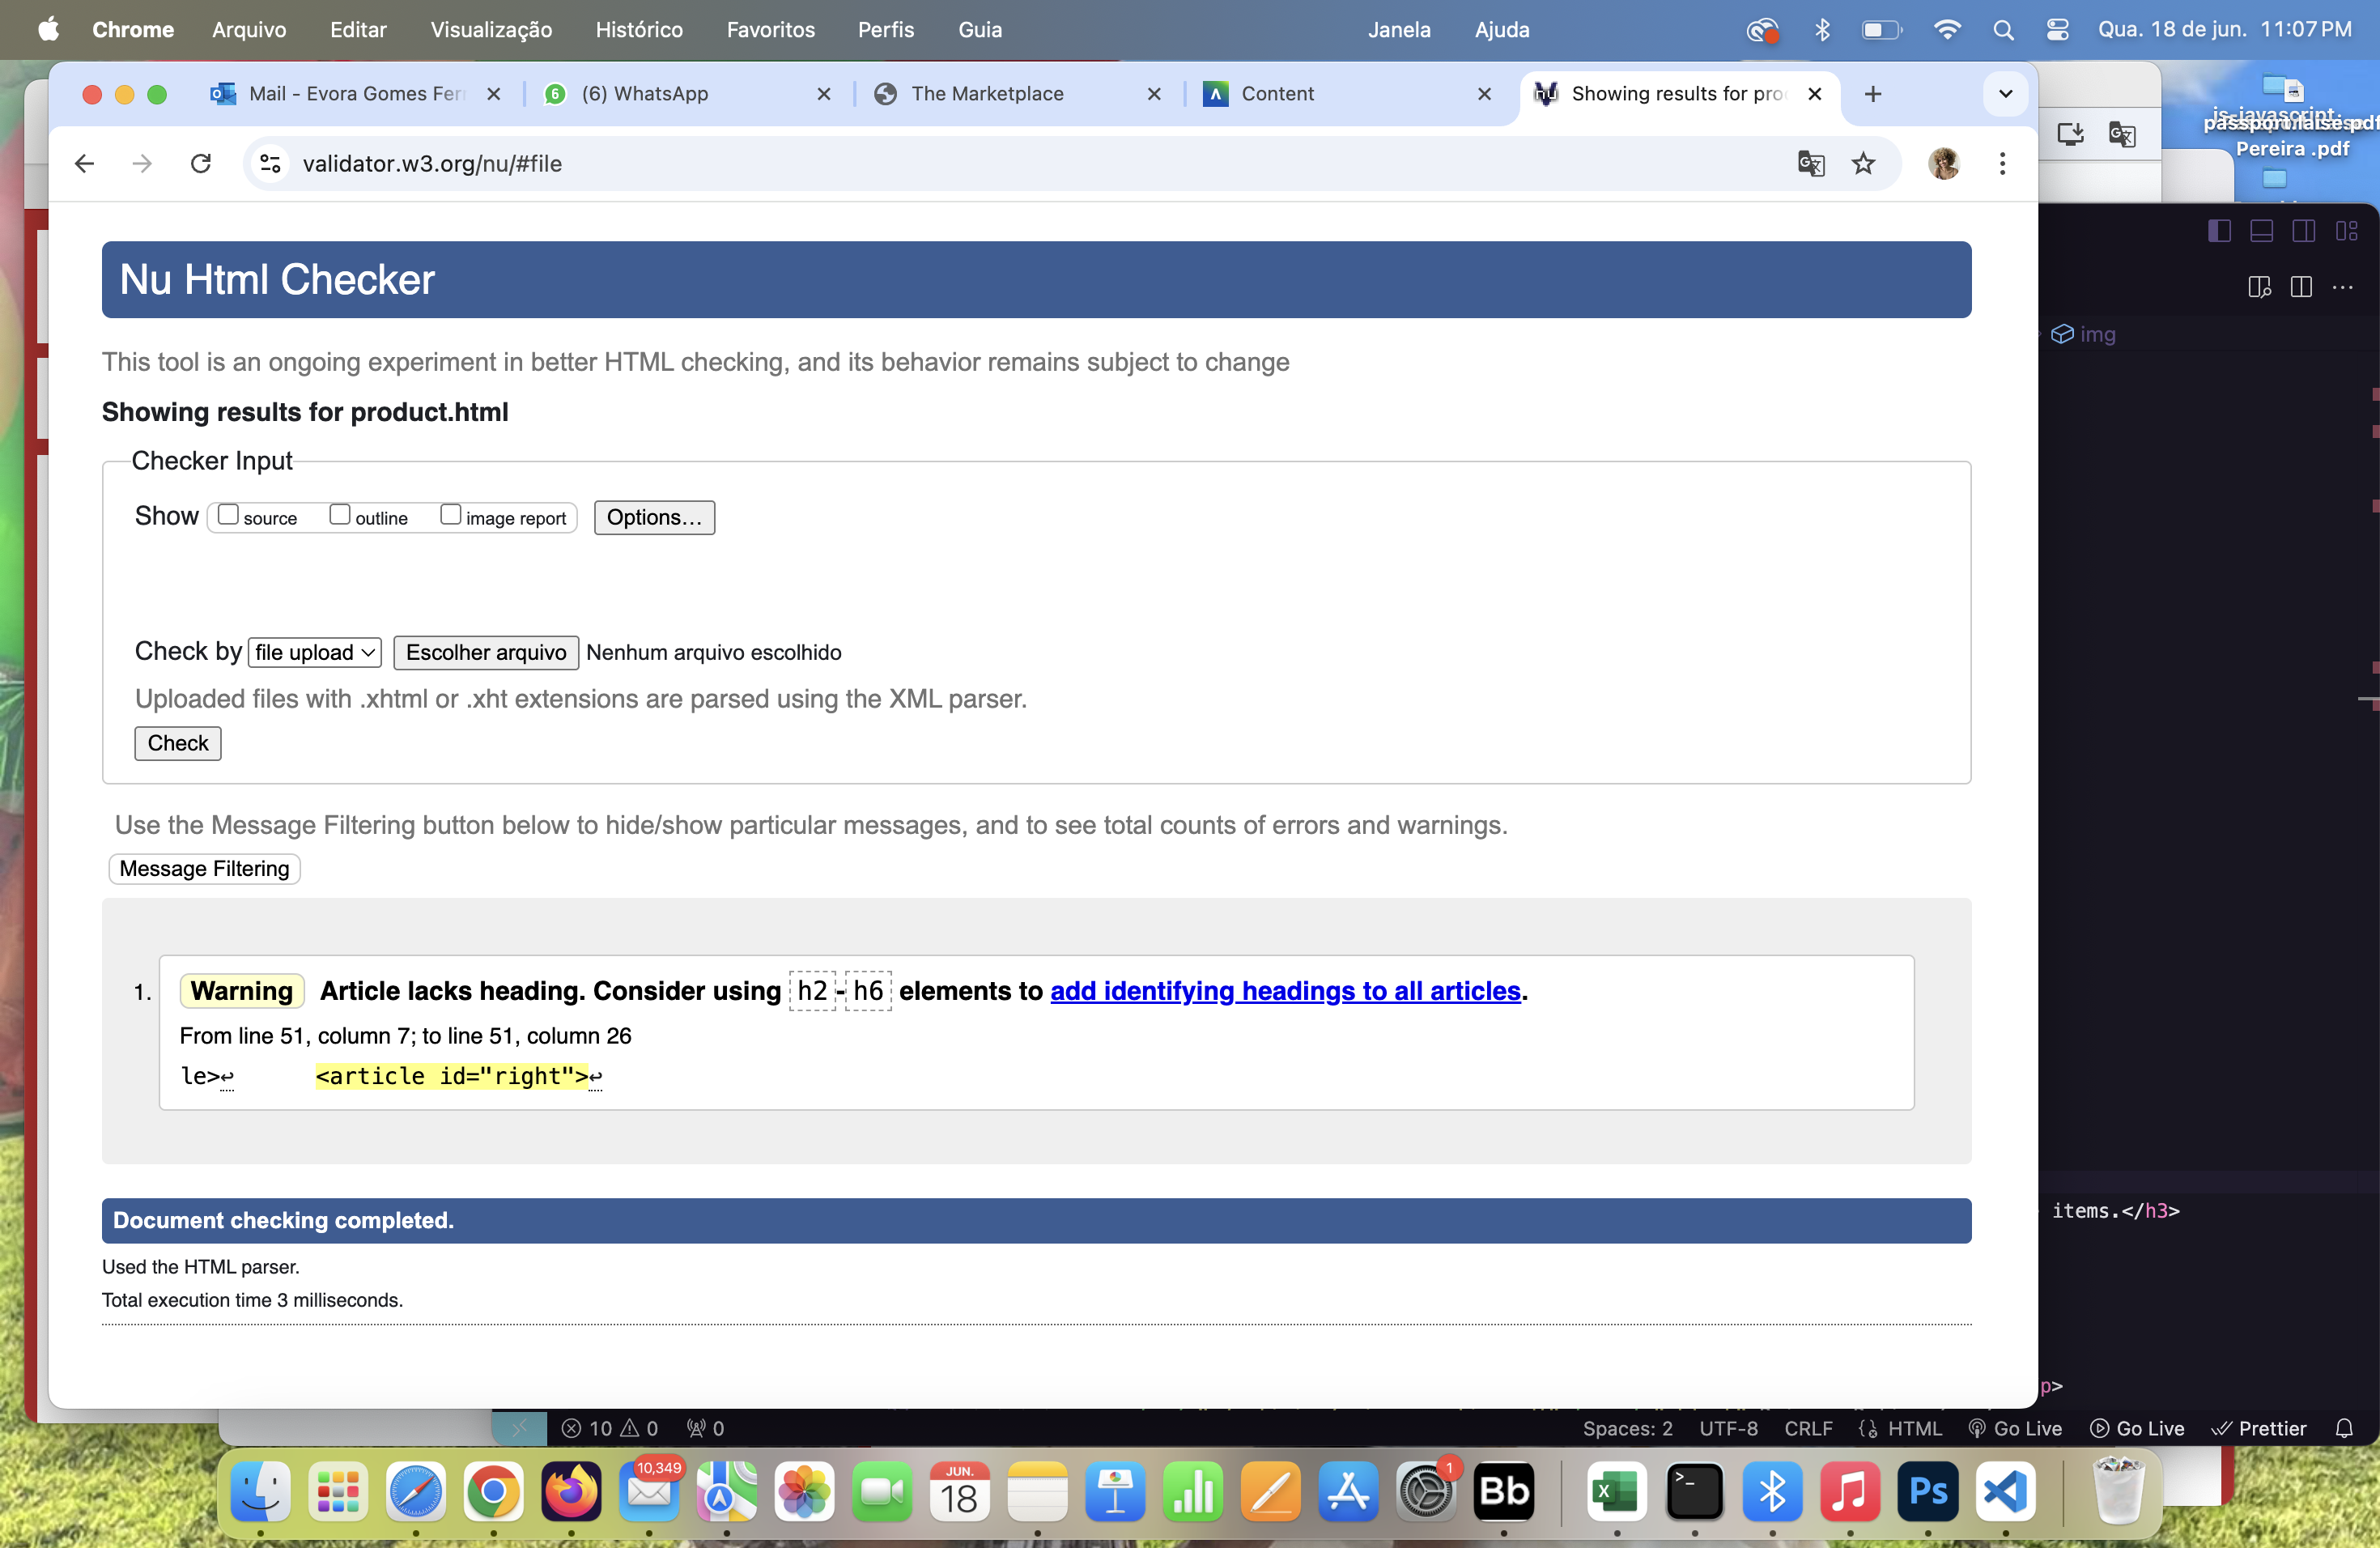 Chrome Arquivo Editar Visualização Histórico Favoritos Perfis Guia Janela Ajuda Qua. 18 de jun. 11:07 PM
Mail - Evora Gomes Fer (6) WhatsApp The Marketplace Content Showing results for pro
validator.w3.org/nu/#file
Pereira .pdf
Nu Html Checker
img
This tool is an ongoing experiment in better HTML checking, and its behavior remains subject to change
Showing results for product.html
Checker Input
Show source outline image report Options...
Check by file upload Escolher arquivo Nenhum arquivo escolhido
Uploaded files with .xhtml or .xht extensions are parsed using the XML parser.
Check
Use the Message Filtering button below to hide/show particular messages, and to see total counts of errors and warnings.
Message Filtering
1. Warning Article lacks heading. Consider using h2-h6 elements to add identifying headings to all articles.
From line 51, column 7; to line 51, column 26
le>↩ <article id="right">↩
Document checking completed.
items.</h3>
Used the HTML parser.
Total execution time 3 milliseconds.
p>
10 0 0 Spaces: 2 UTF-8 CRLF HTML Go Live Go Live Prettier
10,349 JUN. 18 1 Bb Ps